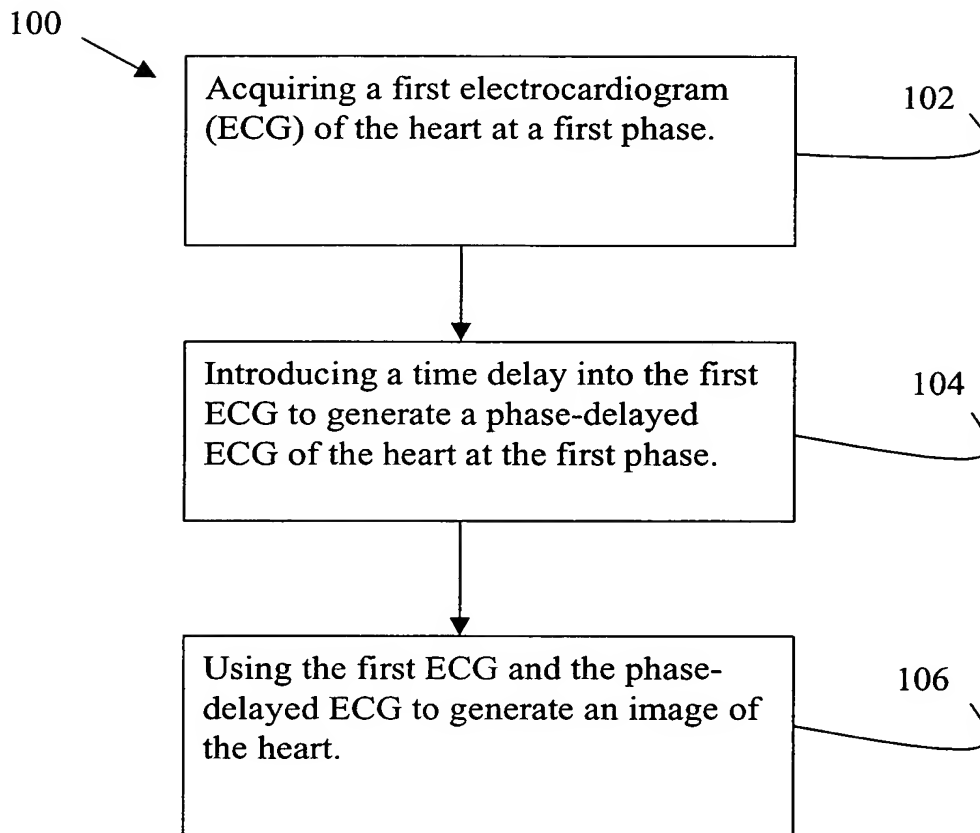 100
Acquiring a first electrocardiogram
(ECG) of the heart at a first phase.
102
Introducing a time delay into the first
ECG to generate a phase-delayed
ECG of the heart at the first phase.
104
Using the first ECG and the phase-
delayed ECG to generate an image of
the heart.
106